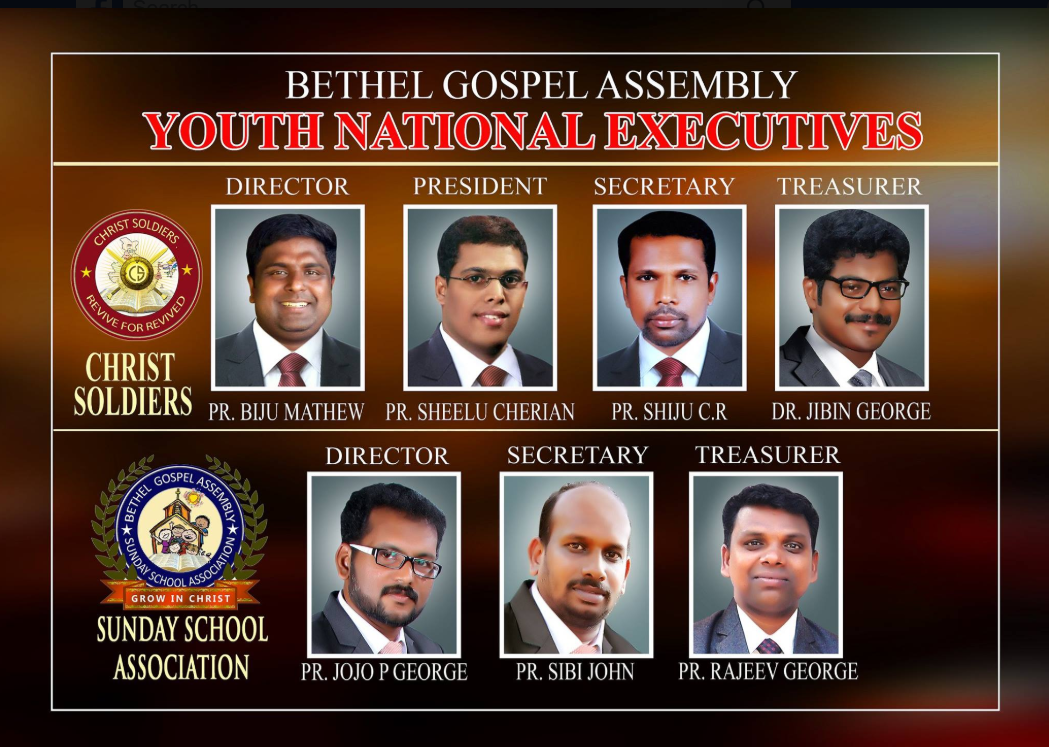 Search
BETHEL GOSPEL ASSEMBLY
YOUTH NATIONAL EXECUTIVES
DIRECTOR PRESIDENT SECRETARY TREASURER
CHRIST SOLDIERS
CS
REVIVE FOR REVIVED
CHRIST
SOLDIERS
PR. BIJU MATHEW PR. SHEELU CHERIAN PR. SHIJU C.R DR. JIBIN GEORGE
DIRECTOR SECRETARY TREASURER
BETHEL GOSPEL ASSEMBLY
SUNDAY SCHOOL ASSOCIATION
GROW IN CHRIST
SUNDAY SCHOOL
ASSOCIATION
PR. JOJO P GEORGE PR. SIBI JOHN PR. RAJEEV GEORGE